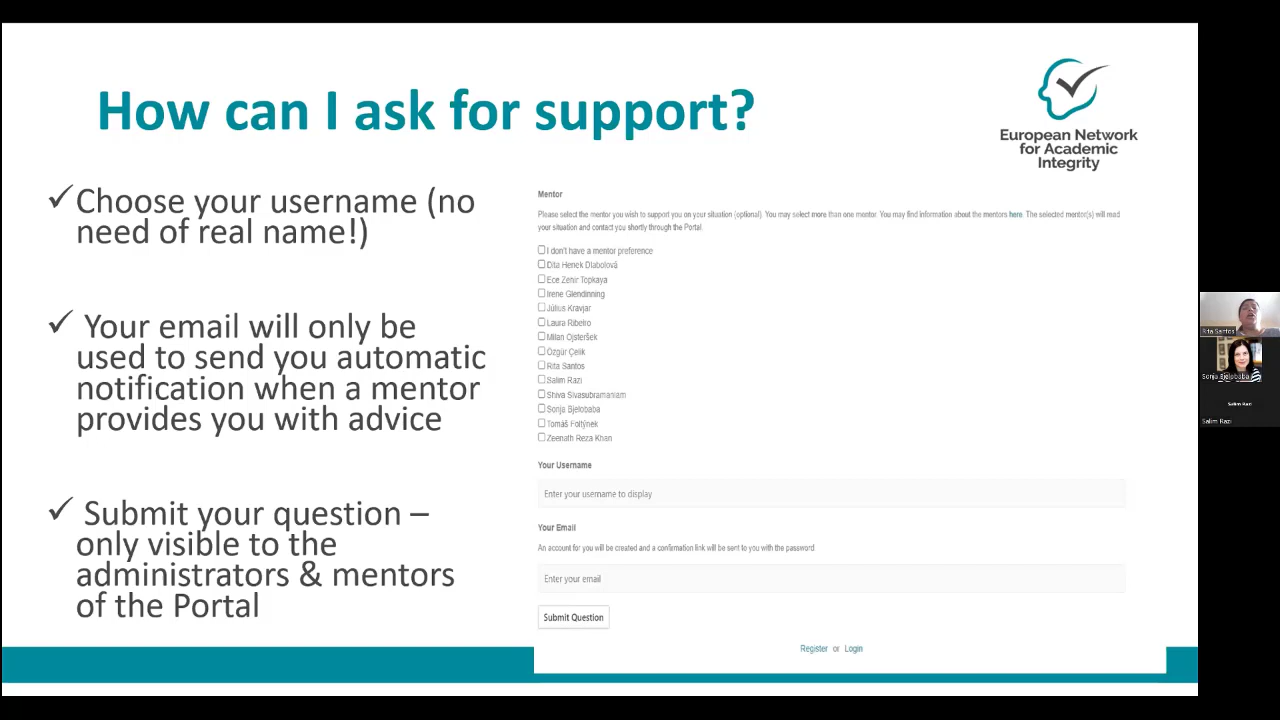 How can I ask for support?
European Network
for Academic
Integrity
✓Choose your username (no
need of real name!)
✓ Your email will only be
used to send you automatic
notification when a mentor
provides you with advice
✓ Submit your question –
only visible to the
administrators & mentors
of the Portal
Mentor
Please select the mentor you wish to support you on your situation (optional). You may select more than one mentor. You may find information about the mentors here. The selected mentor(s) will read
your situation and contact you shortly through the Portal.
I don't have a mentor preference
Dita Henek Dlabolová
Ece Zenir Topkaya
Irene Glendinning
Július Kravjar
Laura Ribeiro
Milan Ojsteršek
Özgür Çelik
Rita Santos
Salim Razı
Shiva Sivasubramaniam
Sonja Bjelobaba
Tomáš Foltýnek
Zeenath Reza Khan
Your Username
Enter your username to display
Your Email
An account for you will be created and a confirmation link will be sent to you with the password.
Enter your email
Submit Question
Register or Login
Rita Santos
Sonja Bjelobaba
Salim Razi
Salim Razi